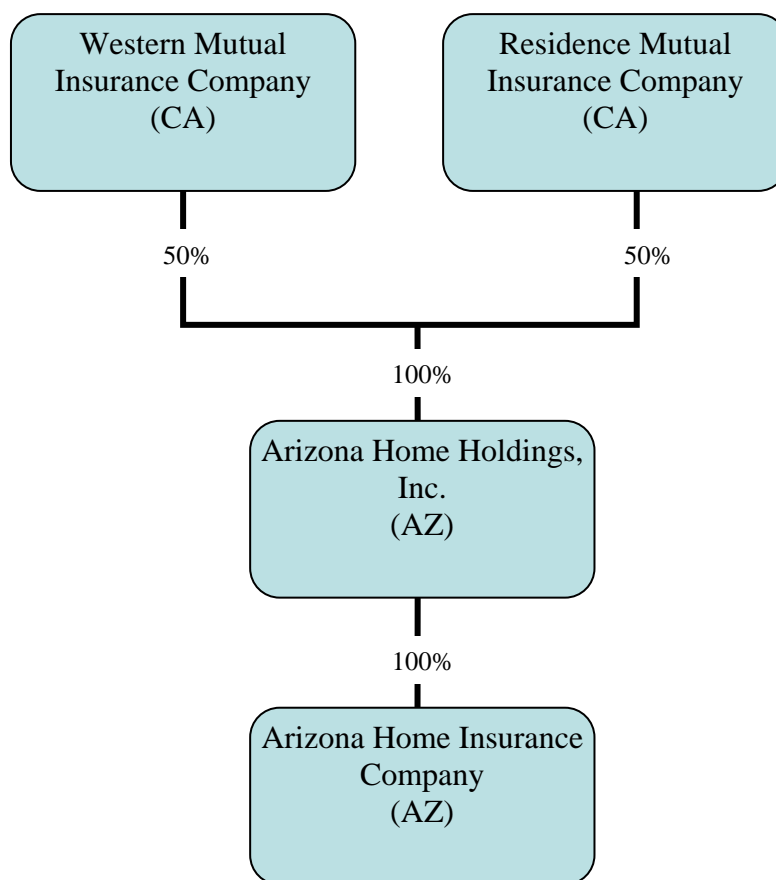 Western Mutual
Insurance Company
(CA)
Residence Mutual
Insurance Company
(CA)
50%
50%
100%
Arizona Home Holdings,
Inc.
(AZ)
100%
Arizona Home Insurance
Company
(AZ)